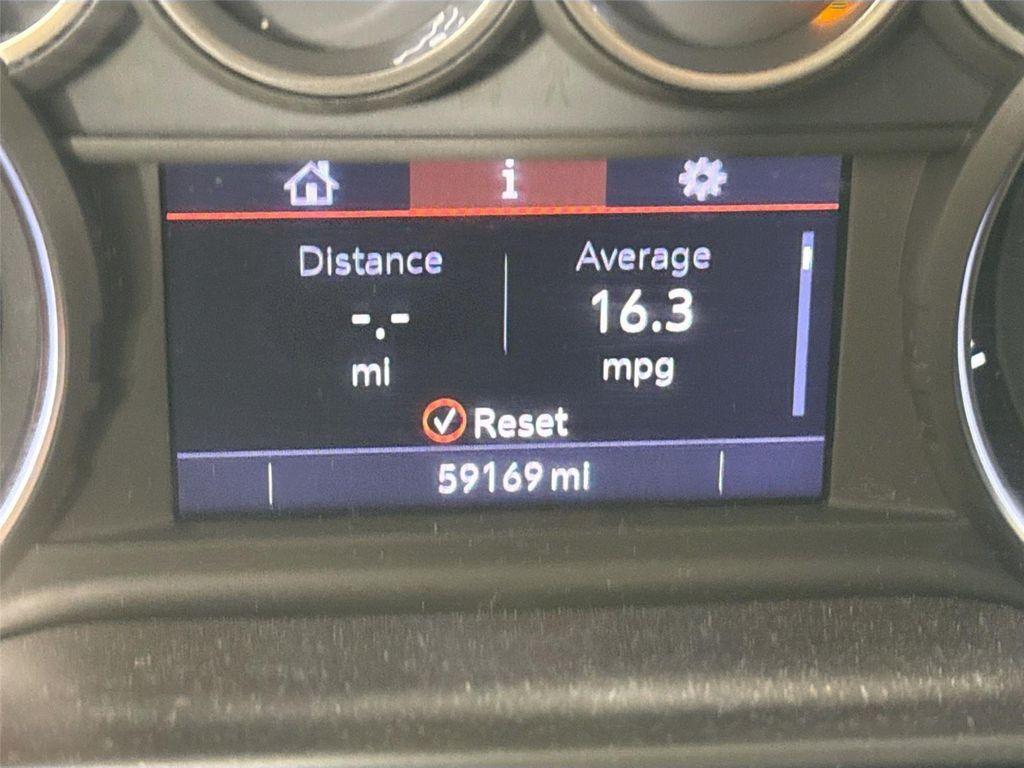 i
Distance
-.-
mi
Average
16.3
mpg
Reset
59169 mi